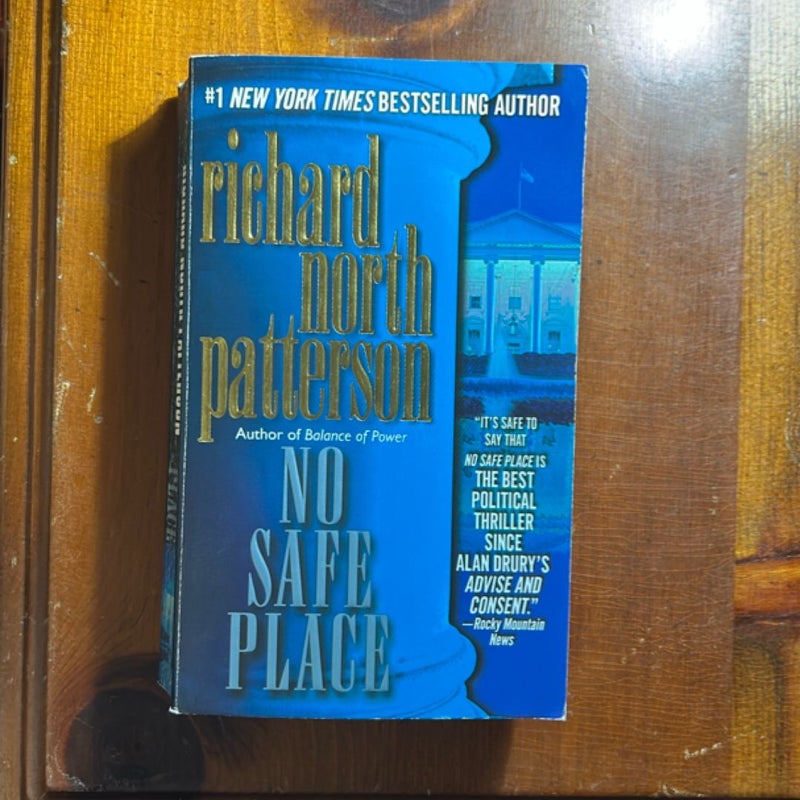 #1 NEW YORK TIMES BESTSELLING AUTHOR
richard
north
patterson
Author of Balance of Power
NO
SAFE
PLACE
"IT'S SAFE TO
SAY THAT
NO SAFE PLACE IS
THE BEST
POLITICAL
THRILLER
SINCE
ALAN DRURY'S
ADVISE AND
CONSENT."
—Rocky Mountain
News